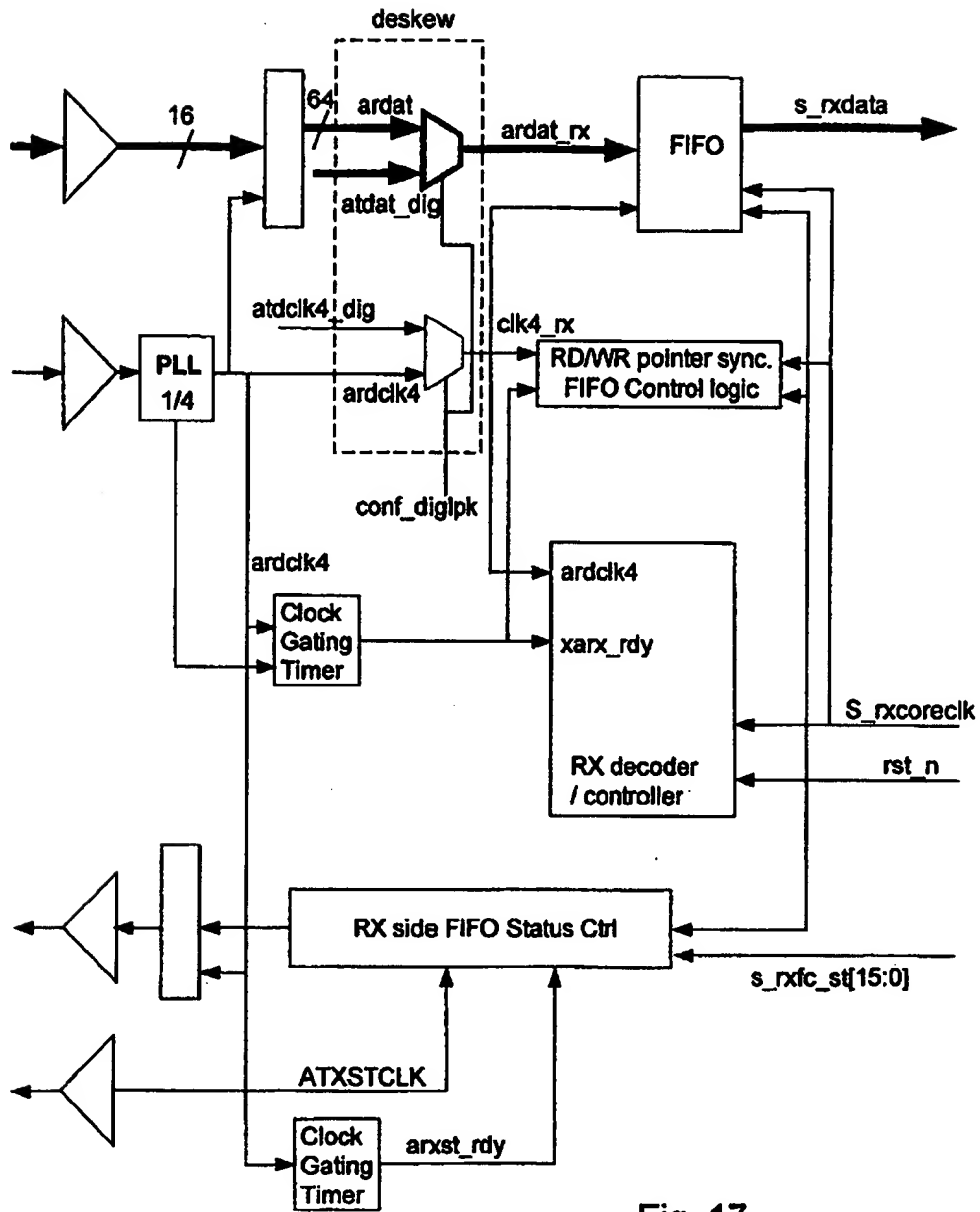 deskew
16
64
ardat
atdat_dig
ardat_rx
FIFO
s_rxdata
atdclk4_dig
clk4_rx
PLL
1/4
ardclk4
RD/WR pointer sync.
FIFO Control logic
conf_diglpk
ardclk4
Clock
Gating
Timer
ardclk4
xarx_rdy
RX decoder
/ controller
S_rxcoreclk
rst_n
RX side FIFO Status Ctrl
s_rxfc_st[15:0]
ATXSTCLK
Clock
Gating
Timer
arxst_rdy
Fig. 17